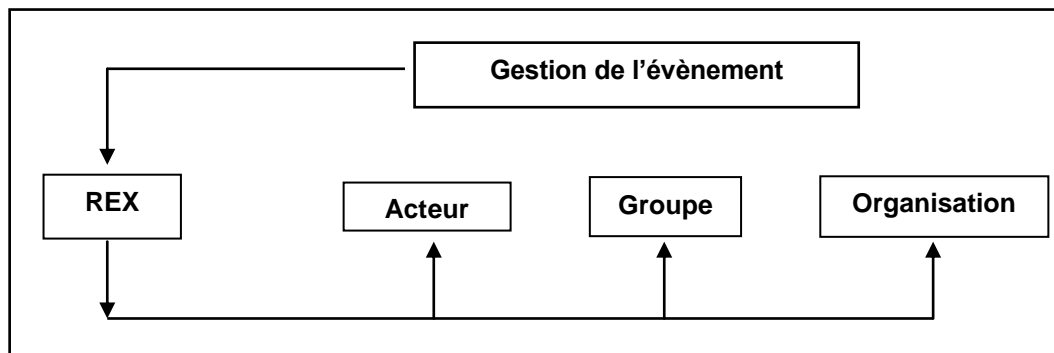 Gestion de l’évènement
REX
Acteur
Groupe
Organisation